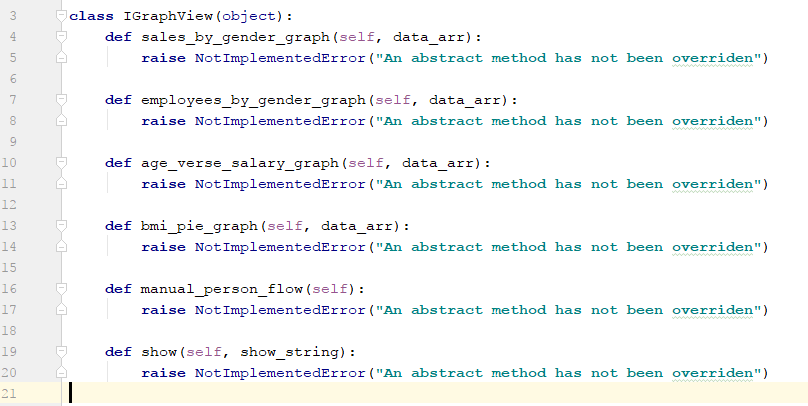 3 class IGraphView(object):
4 def sales_by_gender_graph(self, data_arr):
5 raise NotImplementedError("An abstract method has not been overriden")
6
7 def employees_by_gender_graph(self, data_arr):
8 raise NotImplementedError("An abstract method has not been overriden")
9
10 def age_verse_salary_graph(self, data_arr):
11 raise NotImplementedError("An abstract method has not been overriden")
12
13 def bmi_pie_graph(self, data_arr):
14 raise NotImplementedError("An abstract method has not been overriden")
15
16 def manual_person_flow(self):
17 raise NotImplementedError("An abstract method has not been overriden")
18
19 def show(self, show_string):
20 raise NotImplementedError("An abstract method has not been overriden")
21